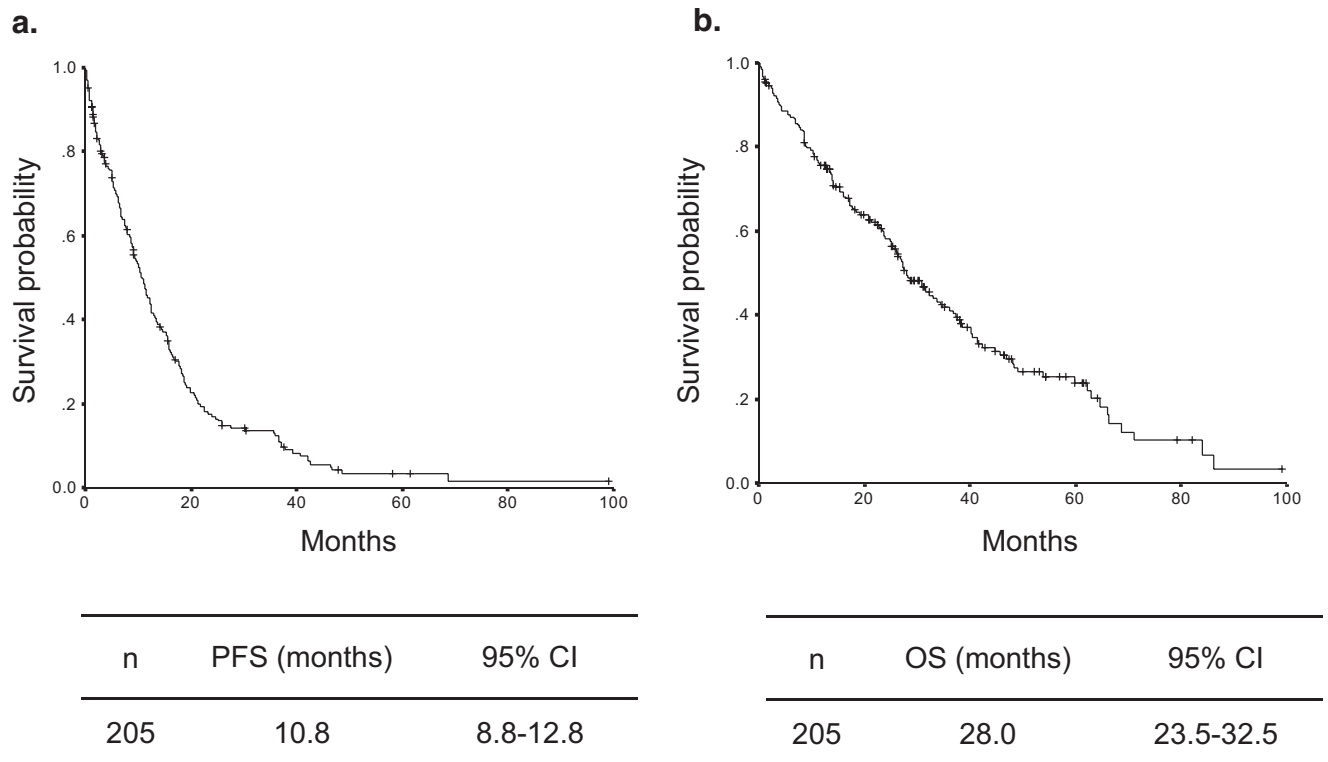 a.
Survival probability
1.0
.8
.6
.4
.2
0.0
0 20 40 60 80 100
Months
n PFS (months) 95% CI
205 10.8 8.8-12.8
b.
Survival probability
1.0
.8
.6
.4
.2
0.0
0 20 40 60 80 100
Months
n OS (months) 95% CI
205 28.0 23.5-32.5